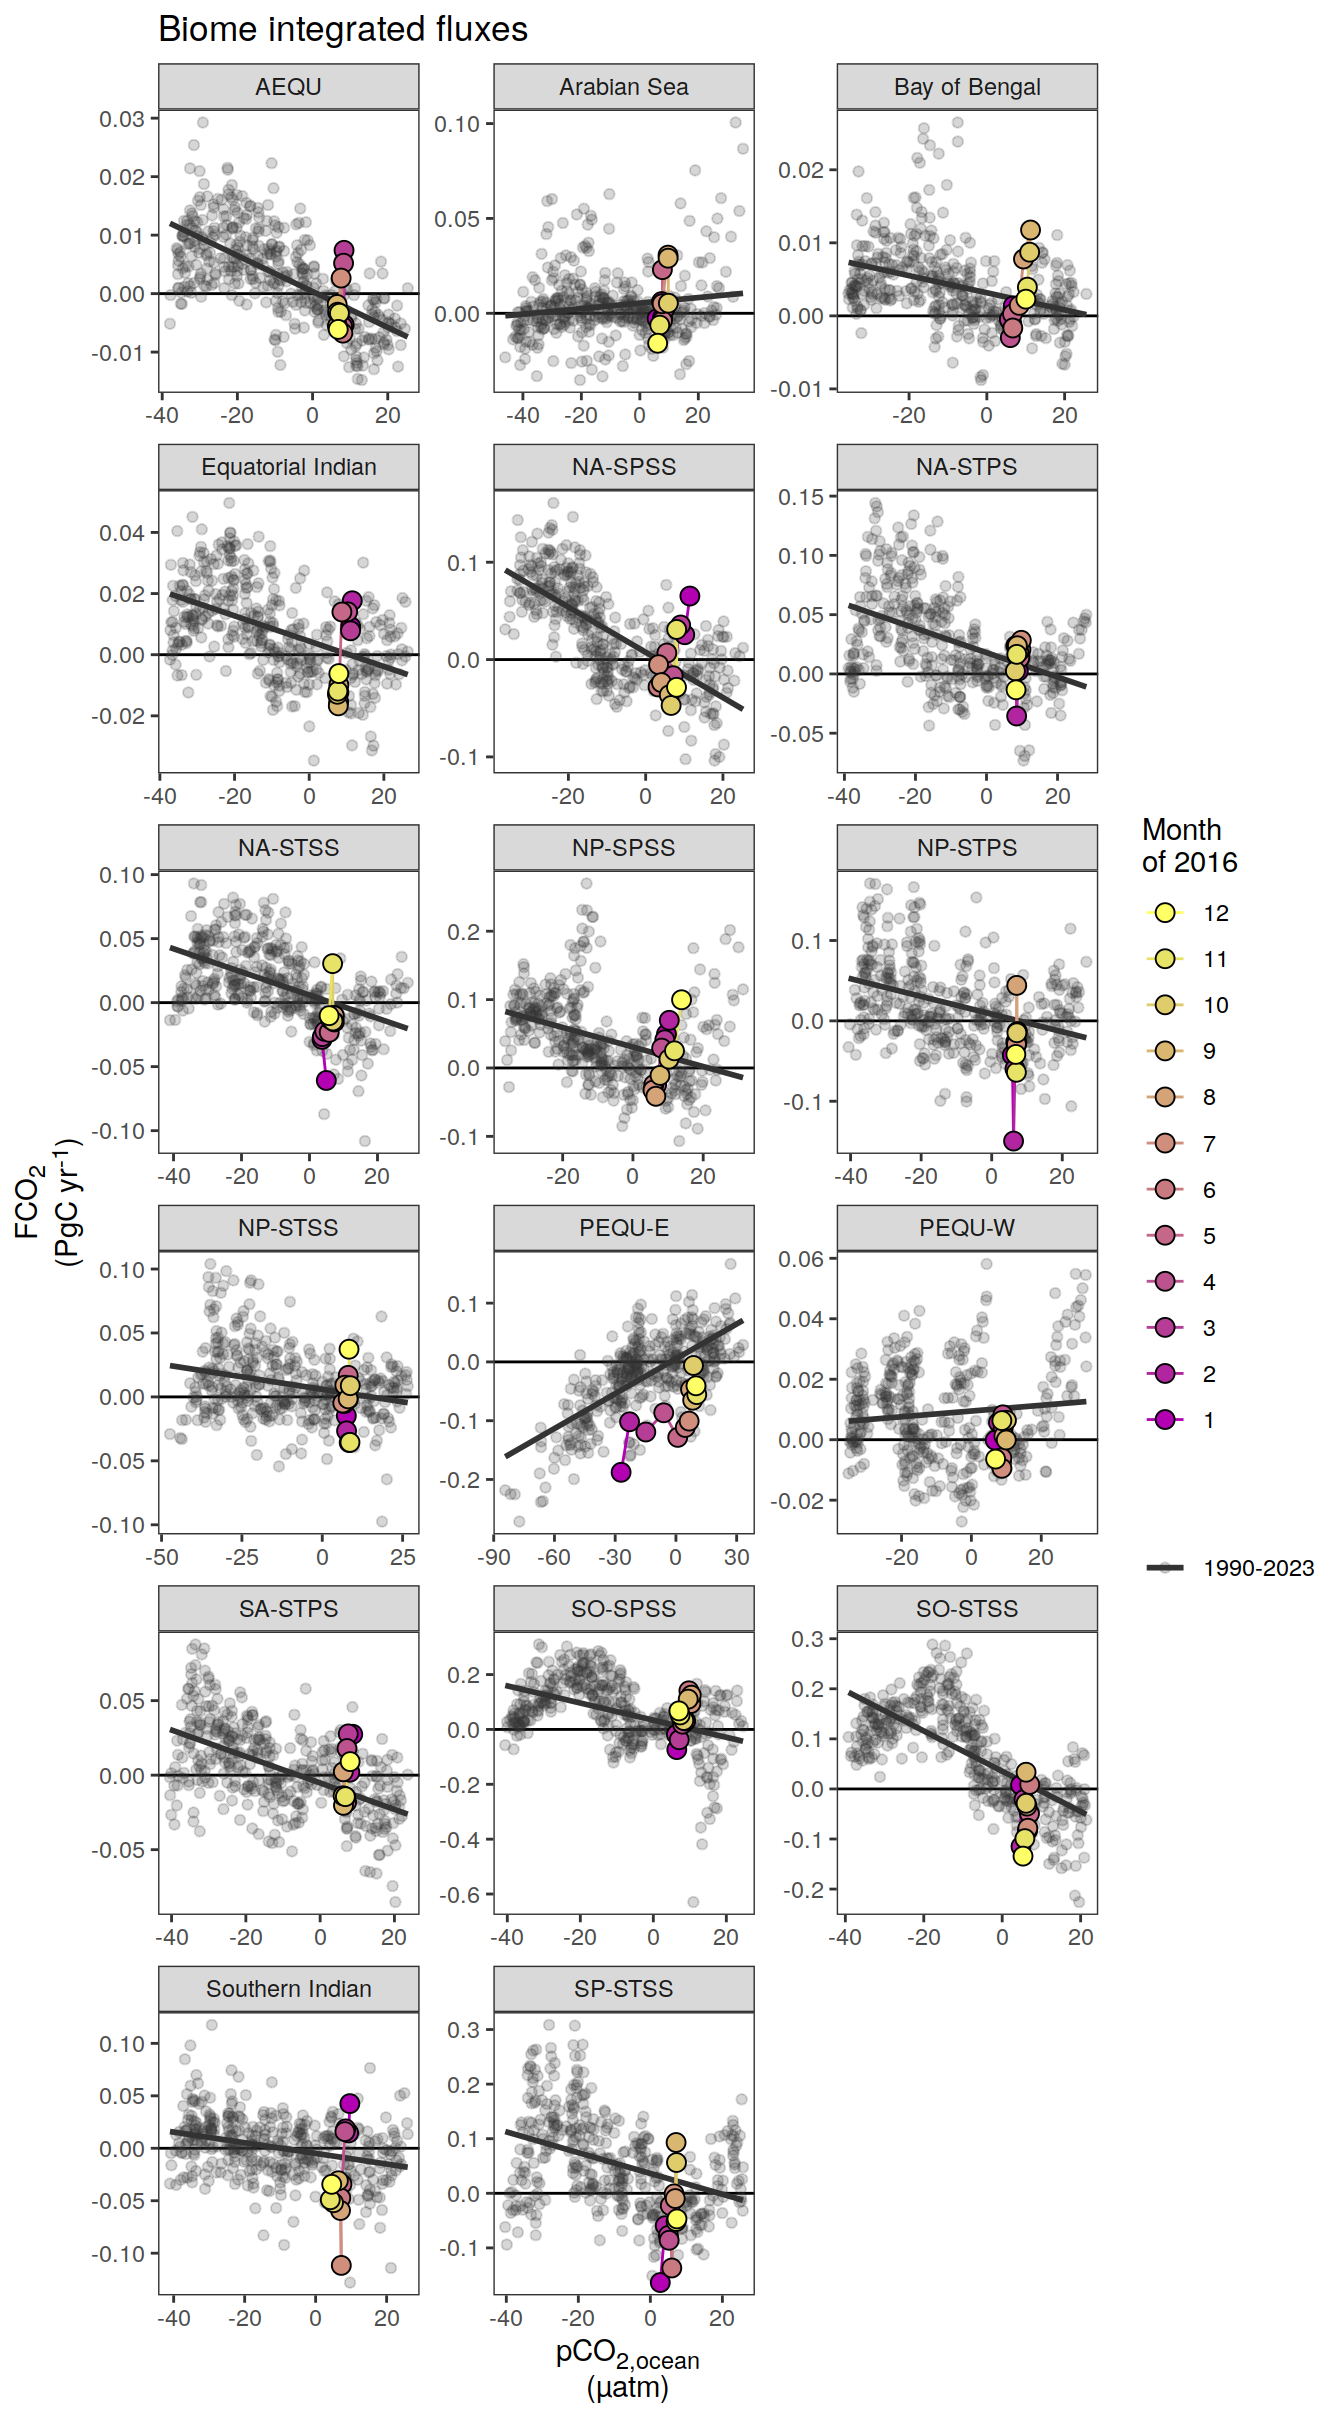 Biome integrated fluxes
AEQU
Arabian Sea
Bay of Bengal
0.03
0.02
0.01
0.00
-0.01
0.10
0.05
0.00
0.02
0.01
0.00
-0.01
-40 -20 0 20
-40 -20 0 20
-20 0 20
Equatorial Indian
NA-SPSS
NA-STPS
0.04
0.02
0.00
-0.02
0.1
0.0
-0.1
0.15
0.10
0.05
0.00
-0.05
-40 -20 0 20
-20 0 20
-40 -20 0 20
NA-STSS
NP-SPSS
NP-STPS
0.10
0.05
0.00
-0.05
-0.10
0.2
0.1
0.0
-0.1
0.1
0.0
-0.1
-40 -20 0 20
-20 0 20
-40 -20 0 20
NP-STSS
PEQU-E
PEQU-W
0.10
0.05
0.00
-0.05
-0.10
0.1
0.0
-0.1
-0.2
0.06
0.04
0.02
0.00
-0.02
-50 -25 0 25
-90 -60 -30 0 30
-20 0 20
SA-STPS
SO-SPSS
SO-STSS
0.05
0.00
-0.05
0.2
0.0
-0.2
-0.4
-0.6
0.3
0.2
0.1
0.0
-0.1
-0.2
-40 -20 0 20
-40 -20 0 20
-40 -20 0 20
Southern Indian
SP-STSS
0.10
0.05
0.00
-0.05
-0.10
0.3
0.2
0.1
0.0
-0.1
-40 -20 0 20
-40 -20 0 20
FCO₂
(PgC yr⁻¹)
pCO₂,ocean
(µatm)
Month
of 2016
12
11
10
9
8
7
6
5
4
3
2
1
1990-2023